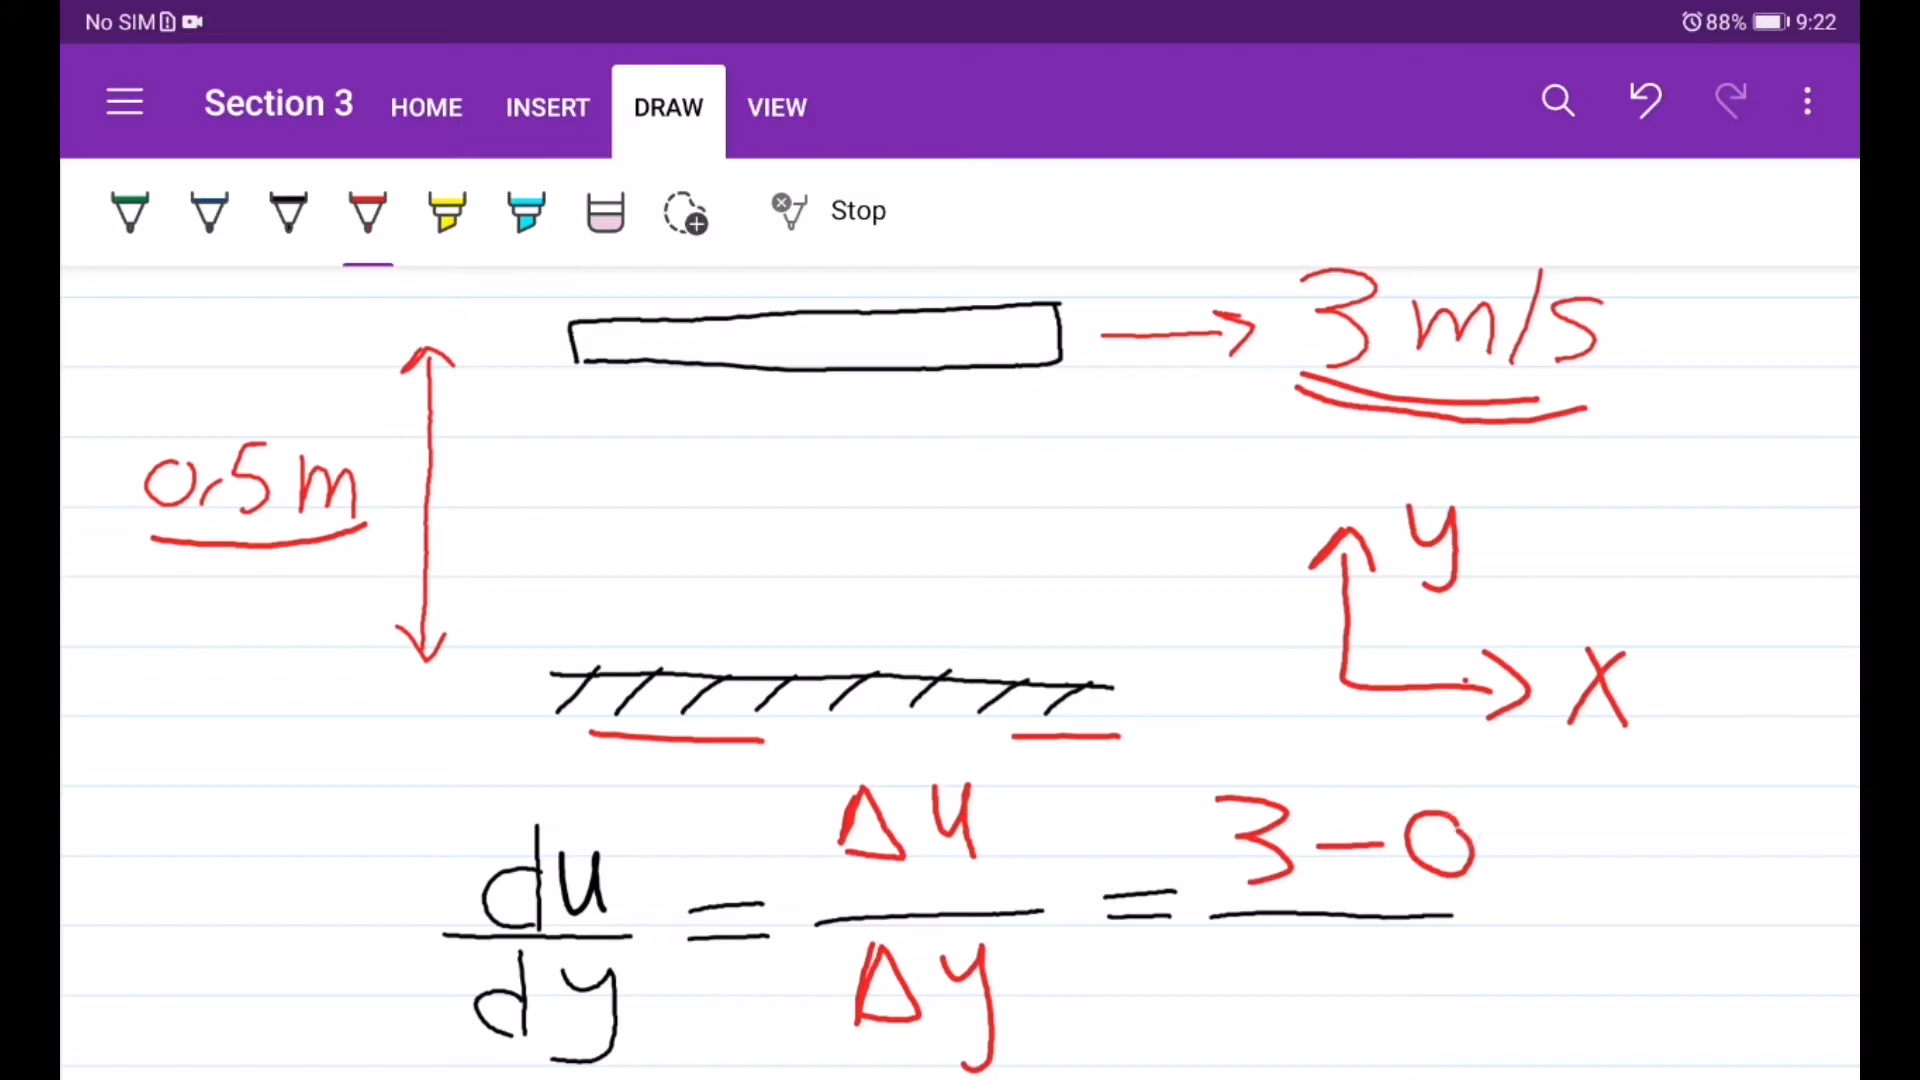 No SIM 88% 9:22
Section 3 HOME INSERT DRAW VIEW
Stop
3 m/s
0.5 m
y
x
du/dy = Δu/Δy = 3-0